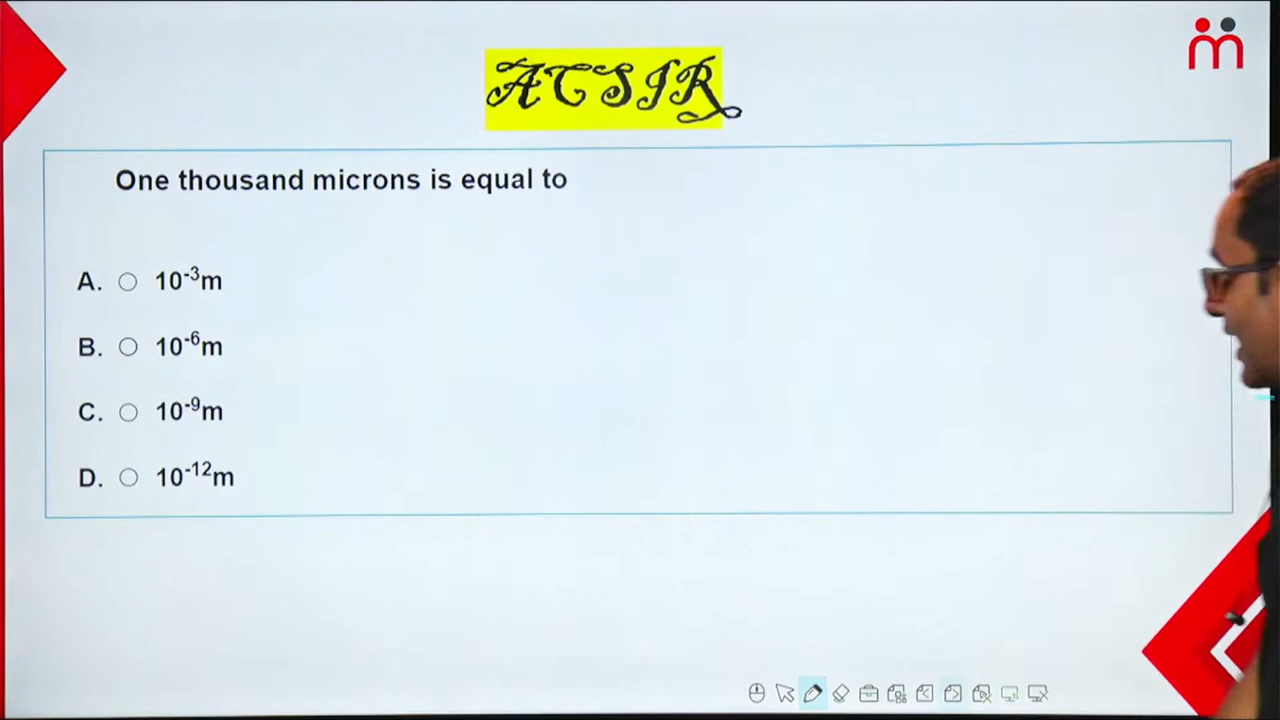 ACSIR
One thousand microns is equal to
A. 10⁻³m
B. 10⁻⁶m
C. 10⁻⁹m
D. 10⁻¹²m